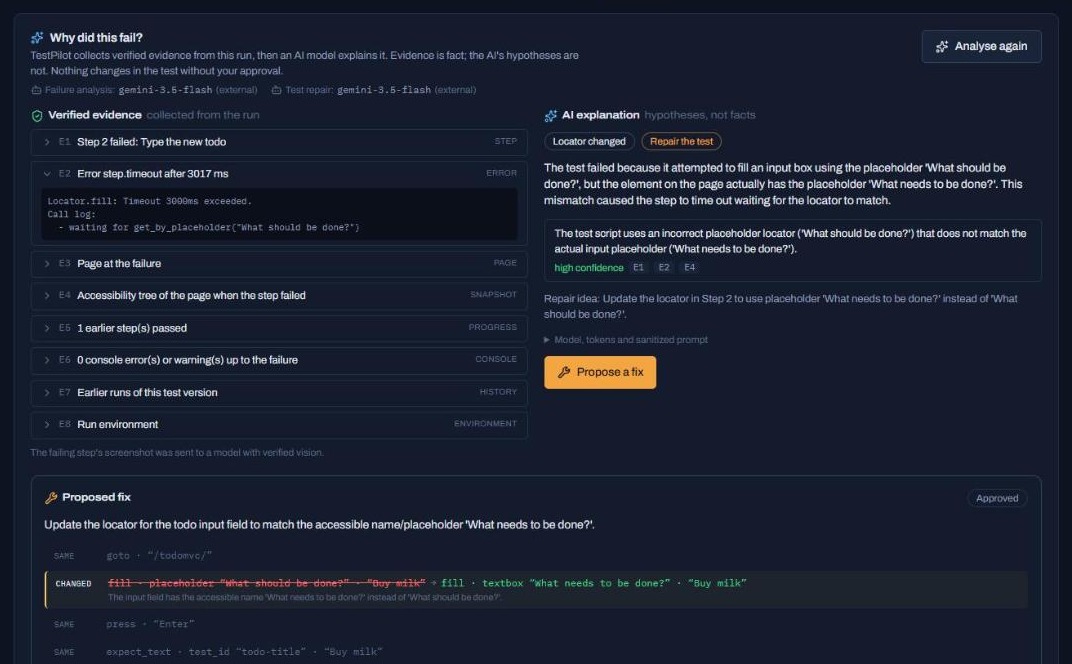 Why did this fail?
TestPilot collects verified evidence from this run, then an AI model explains it. Evidence is fact; the AI's hypotheses are
not. Nothing changes in the test without your approval.
Analyse again
Failure analysis: gemini-3.5-flash (external) Test repair: gemini-3.5-flash (external)
Verified evidence collected from the run
E1 Step 2 failed: Type the new todo STEP
E2 Error step.timeout after 3017 ms ERROR
Locator.fill: Timeout 3000ms exceeded.
Call log:
- waiting for get_by_placeholder("What should be done?")
E3 Page at the failure PAGE
E4 Accessibility tree of the page when the step failed SNAPSHOT
E5 1 earlier step(s) passed PROGRESS
E6 0 console error(s) or warning(s) up to the failure CONSOLE
E7 Earlier runs of this test version HISTORY
E8 Run environment ENVIRONMENT
The failing step's screenshot was sent to a model with verified vision.
AI explanation hypotheses, not facts
Locator changed Repair the test
The test failed because it attempted to fill an input box using the placeholder 'What should be
done?', but the element on the page actually has the placeholder 'What needs to be done?'. This
mismatch caused the step to time out waiting for the locator to match.
The test script uses an incorrect placeholder locator ('What should be done?') that does not match the
actual input placeholder ('What needs to be done?').
high confidence E1 E2 E4
Repair idea: Update the locator in Step 2 to use placeholder 'What needs to be done?' instead of 'What
should be done?'.
Model, tokens and sanitized prompt
Propose a fix
Proposed fix Approved
Update the locator for the todo input field to match the accessible name/placeholder 'What needs to be done?'.
SAME goto · “/todomvc/”
CHANGED fill · placeholder “What should be done?” · “Buy milk” → fill · textbox “What needs to be done?” · “Buy milk”
The input field has the accessible name 'What needs to be done?' instead of 'What should be done?'.
SAME press · “Enter”
SAME expect_text · test_id “todo-title” · “Buy milk”